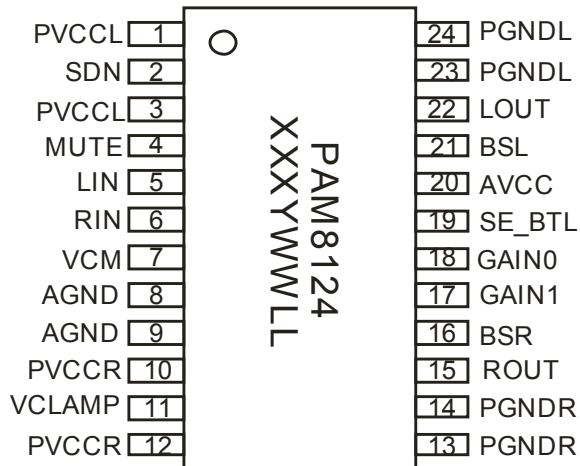 PVCCL 1 24 PGNDL
SDN 2 23 PGNDL
PVCCL 3 22 LOUT
MUTE 4 21 BSL
LIN 5 20 AVCC
RIN 6 19 SE_BTL
VCM 7 18 GAIN0
AGND 8 17 GAIN1
AGND 9 16 BSR
PVCCR 10 15 ROUT
VCLAMP 11 14 PGNDR
PVCCR 12 13 PGNDR
PAM8124
XXXYWWLL